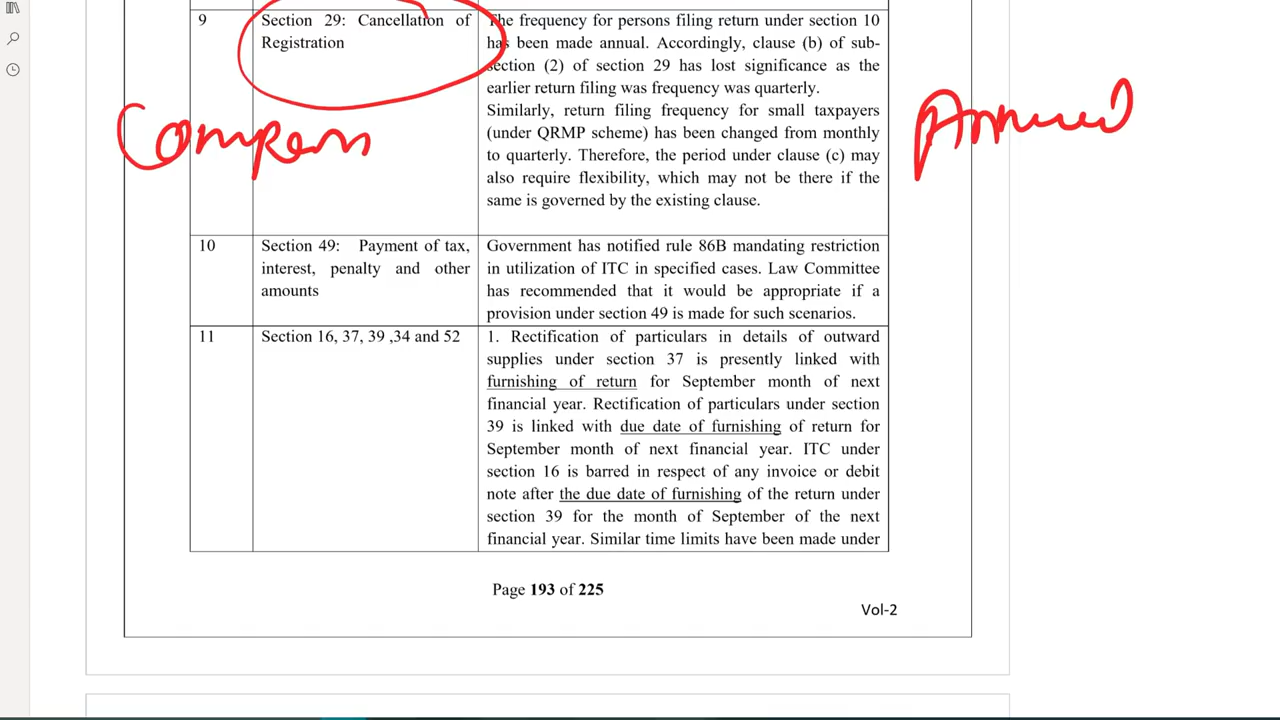 9
Section 29: Cancellation of
Registration
The frequency for persons filing return under section 10
has been made annual. Accordingly, clause (b) of sub-
section (2) of section 29 has lost significance as the
earlier return filing was frequency was quarterly.
Similarly, return filing frequency for small taxpayers
(under QRMP scheme) has been changed from monthly
to quarterly. Therefore, the period under clause (c) may
also require flexibility, which may not be there if the
same is governed by the existing clause.
10
Section 49: Payment of tax,
interest, penalty and other
amounts
Government has notified rule 86B mandating restriction
in utilization of ITC in specified cases. Law Committee
has recommended that it would be appropriate if a
provision under section 49 is made for such scenarios.
11
Section 16, 37, 39 ,34 and 52
1. Rectification of particulars in details of outward
supplies under section 37 is presently linked with
furnishing of return for September month of next
financial year. Rectification of particulars under section
39 is linked with due date of furnishing of return for
September month of next financial year. ITC under
section 16 is barred in respect of any invoice or debit
note after the due date of furnishing of the return under
section 39 for the month of September of the next
financial year. Similar time limits have been made under
Page 193 of 225
Vol-2